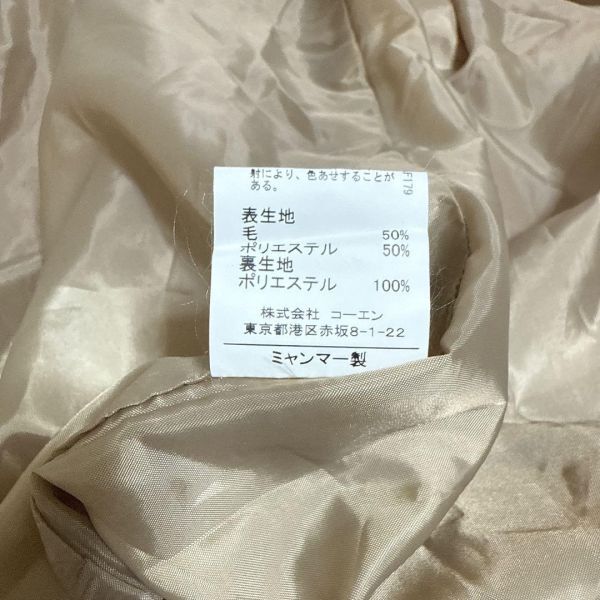 射により、色あせすることが
ある。
F179
表生地
毛 50%
ポリエステル 50%
裏生地
ポリエステル 100%
株式会社 コーエン
東京都港区赤坂8-1-22
ミャンマー製